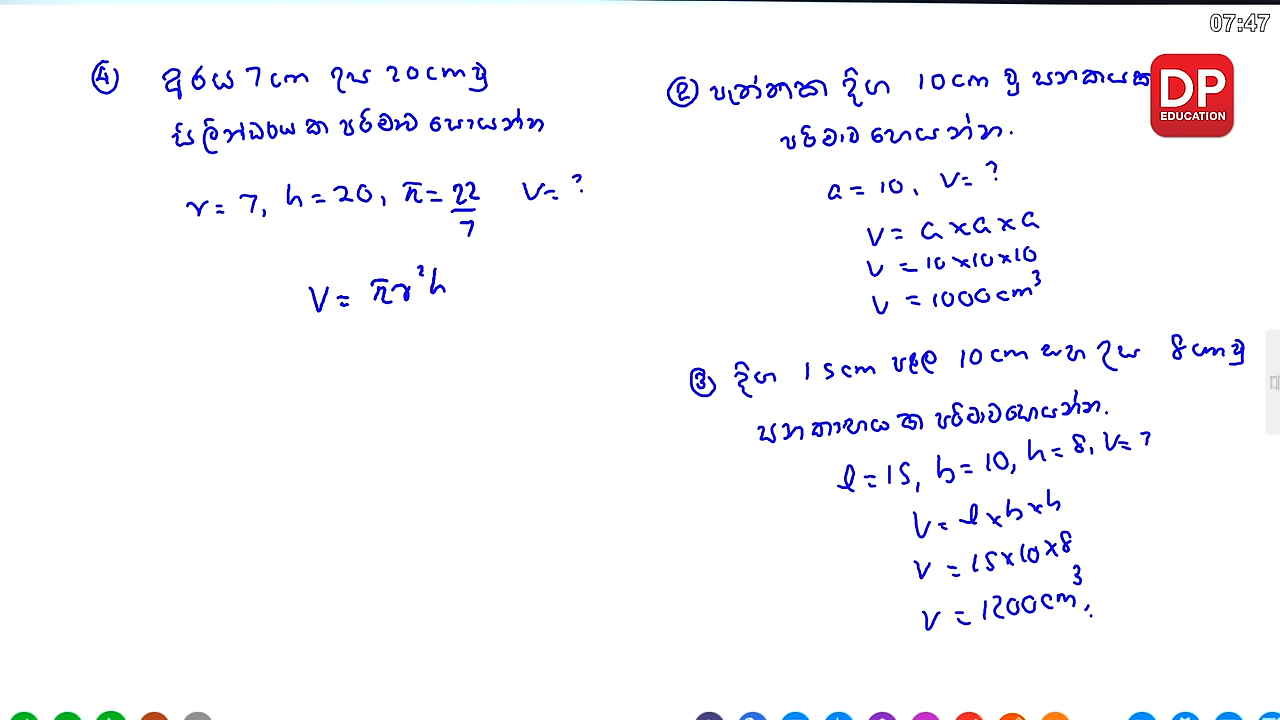 07:47
④ අරය 7cm උස 20cm වූ
සිලින්ඩරයක පරිමාව සොයන්න
r = 7, h = 20, π = 22/7 V = ?
V = πr²h
② පැත්තක දිග 10cm වූ ඝනකයක
පරිමාව සොයන්න.
a = 10, V = ?
V = a × a × a
V = 10 × 10 × 10
V = 1000cm³
③ දිග 15cm පළල 10cm සහ උස 8cm වූ
ඝනකාභයක පරිමාව සොයන්න.
l = 15, b = 10, h = 8, V = ?
V = l × b × h
V = 15 × 10 × 8
V = 1200cm³
DP
EDUCATION